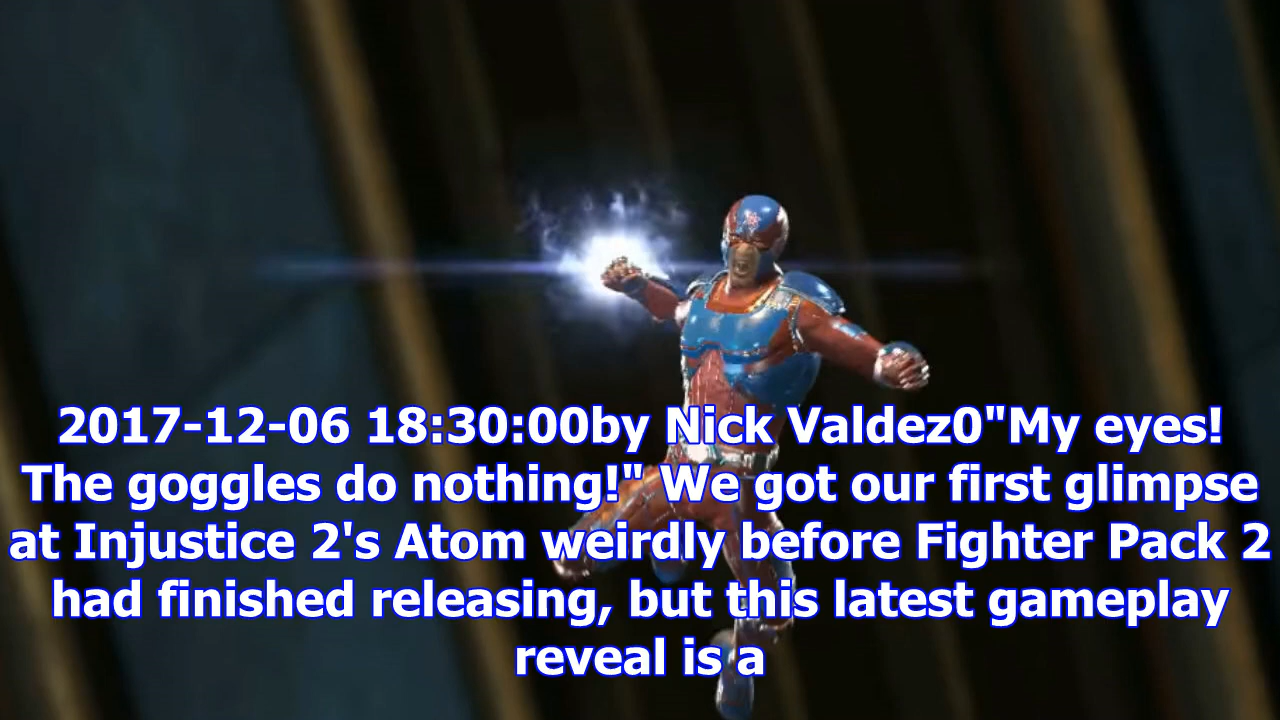 2017-12-06 18:30:00by Nick Valdez0"My eyes!
The goggles do nothing!" We got our first glimpse
at Injustice 2's Atom weirdly before Fighter Pack 2
had finished releasing, but this latest gameplay
reveal is a